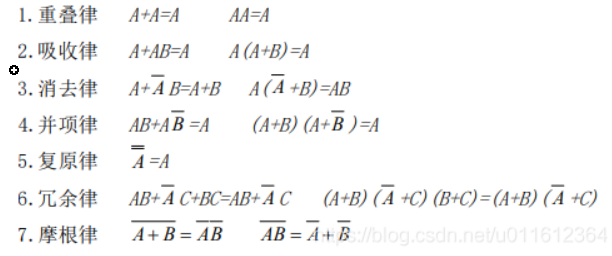 1.重叠律 A+A=A AA=A
2.吸收律 A+AB=A A(A+B)=A
3.消去律 A+A̅B=A+B A(A̅+B)=AB
4.并项律 AB+AB̅=A (A+B)(A+B̅)=A
5.复原律 A̿=A
6.冗余律 AB+A̅C+BC=AB+A̅C (A+B)(A̅+C)(B+C)=(A+B)(A̅+C)
7.摩根律 A̅+̅B̅=A̅B̅ A̅B̅=A̅+B̅
https://blog.csdn.net/u011612364